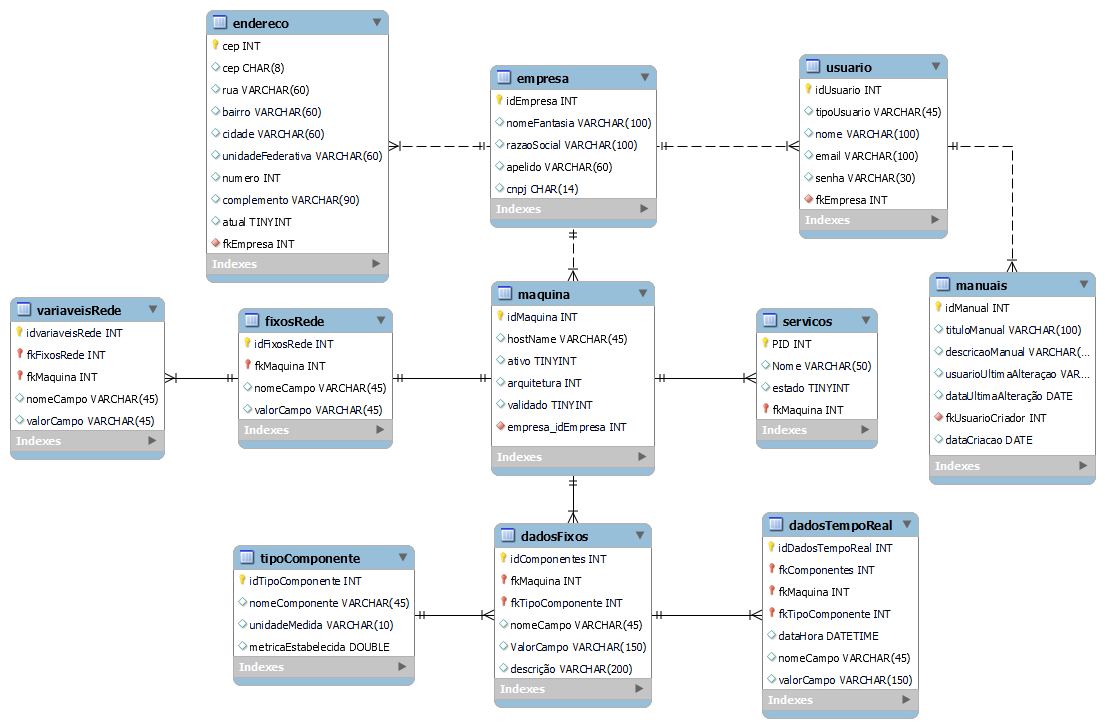 endereco
cep INT
cep CHAR(8)
rua VARCHAR(60)
bairro VARCHAR(60)
cidade VARCHAR(60)
unidadeFederativa VARCHAR(60)
numero INT
complemento VARCHAR(90)
atual TINYINT
fkEmpresa INT
Indexes
empresa
idEmpresa INT
nomeFantasia VARCHAR(100)
razaoSocial VARCHAR(100)
apelido VARCHAR(60)
cnpj CHAR(14)
Indexes
usuario
idUsuario INT
tipoUsuario VARCHAR(45)
nome VARCHAR(100)
email VARCHAR(100)
senha VARCHAR(30)
fkEmpresa INT
Indexes
variaveisRede
idvariaveisRede INT
fkFixosRede INT
fkMaquina INT
nomeCampo VARCHAR(45)
valorCampo VARCHAR(45)
Indexes
fixosRede
idFixosRede INT
fkMaquina INT
nomeCampo VARCHAR(45)
valorCampo VARCHAR(45)
Indexes
maquina
idMaquina INT
hostName VARCHAR(45)
ativo TINYINT
arquitetura INT
validado TINYINT
empresa_idEmpresa INT
Indexes
servicos
PID INT
Nome VARCHAR(50)
estado TINYINT
fkMaquina INT
Indexes
manuais
idManual INT
tituloManual VARCHAR(100)
descricaoManual VARCHAR(...
usuarioUltimaAlteraçao VAR...
dataUltimaAlteração DATE
fkUsuarioCriador INT
dataCriacao DATE
Indexes
tipoComponente
idTipoComponente INT
nomeComponente VARCHAR(45)
unidadeMedida VARCHAR(10)
metricaEstabelecida DOUBLE
Indexes
dadosFixos
idComponentes INT
fkMaquina INT
fkTipoComponente INT
nomeCampo VARCHAR(45)
ValorCampo VARCHAR(150)
descrição VARCHAR(200)
Indexes
dadosTempoReal
idDadosTempoReal INT
fkComponentes INT
fkMaquina INT
fkTipoComponente INT
dataHora DATETIME
nomeCampo VARCHAR(45)
valorCampo VARCHAR(150)
Indexes